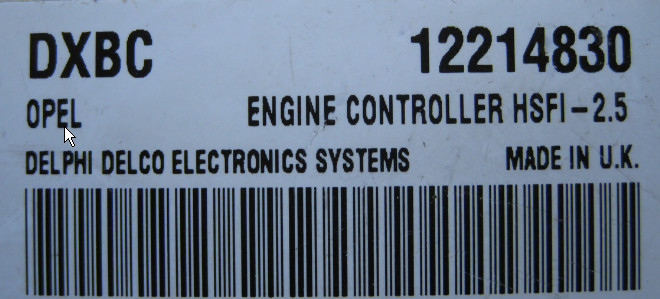 DXBC 12214830
OPEL ENGINE CONTROLLER HSFI-2.5
DELPHI DELCO ELECTRONICS SYSTEMS MADE IN U.K.